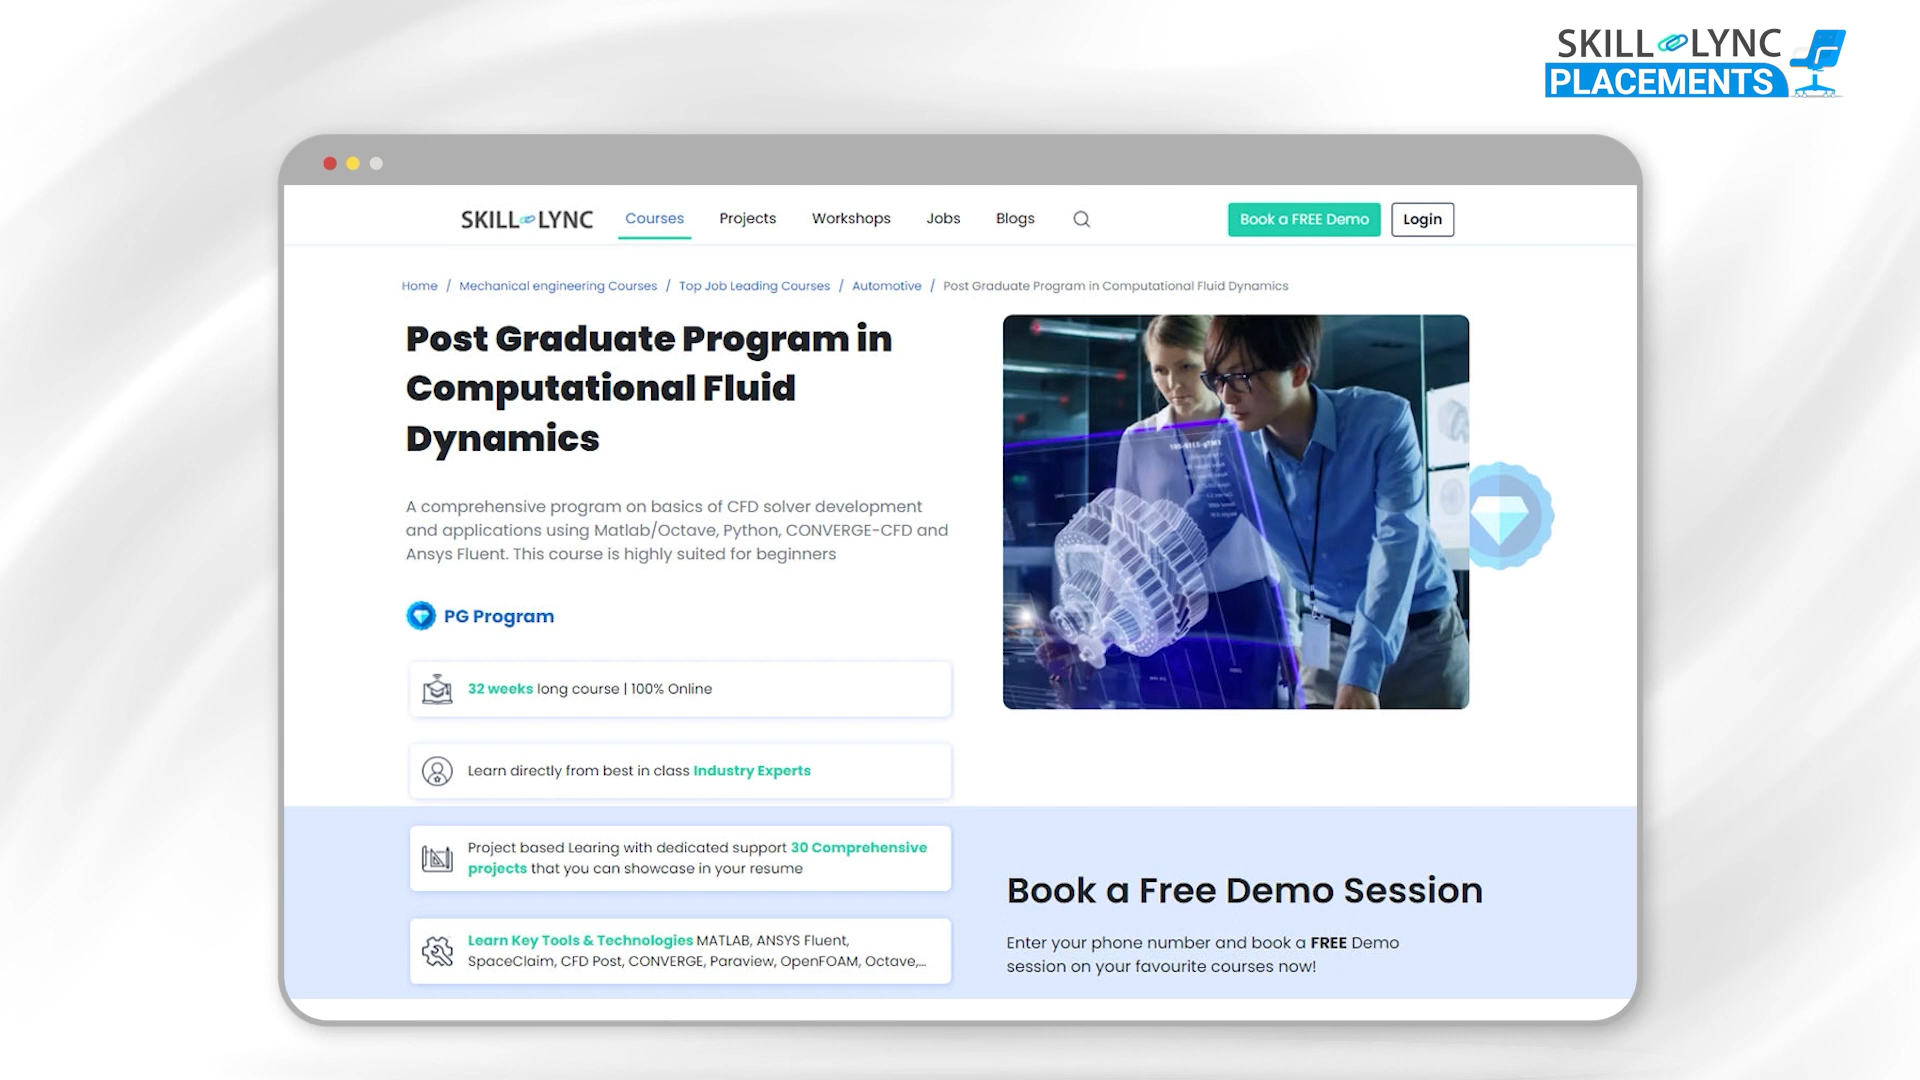 SKILL LYNC
PLACEMENTS
SKILL LYNC
Courses
Projects
Workshops
Jobs
Blogs
Book a FREE Demo
Login
Home / Mechanical engineering Courses / Top Job Leading Courses / Automotive / Post Graduate Program in Computational Fluid Dynamics
Post Graduate Program in
Computational Fluid
Dynamics
A comprehensive program on basics of CFD solver development
and applications using Matlab/Octave, Python, CONVERGE-CFD and
Ansys Fluent. This course is highly suited for beginners
PG Program
32 weeks long course | 100% Online
Learn directly from best in class Industry Experts
Project based Learing with dedicated support 30 Comprehensive
projects that you can showcase in your resume
Learn Key Tools & Technologies MATLAB, ANSYS Fluent,
SpaceClaim, CFD Post, CONVERGE, Paraview, OpenFOAM, Octave,...
Book a Free Demo Session
Enter your phone number and book a FREE Demo
session on your favourite courses now!